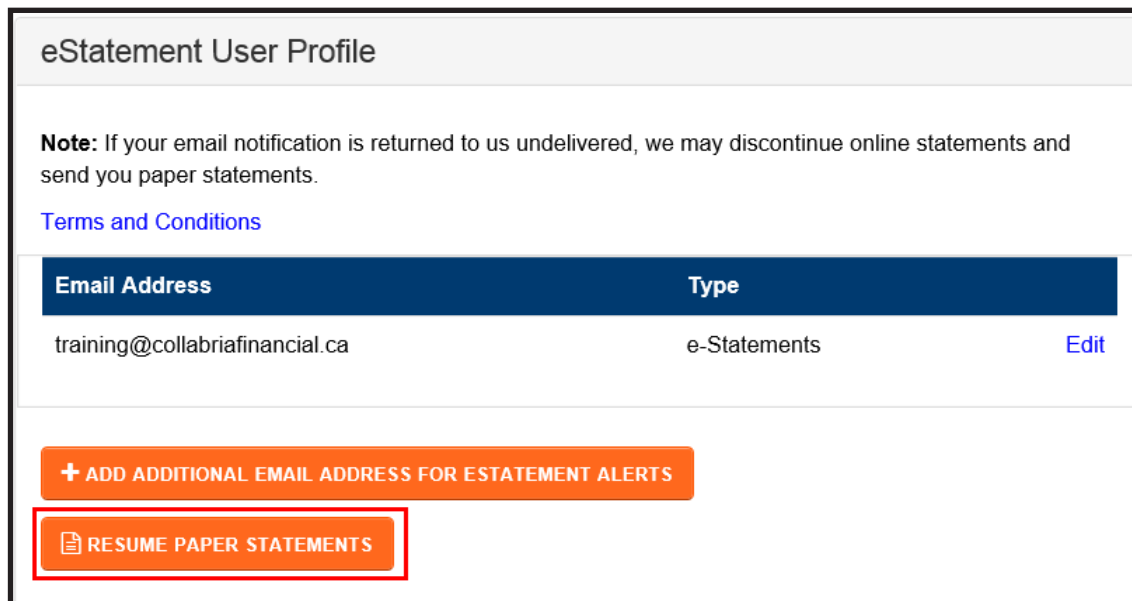 eStatement User Profile
Note: If your email notification is returned to us undelivered, we may discontinue online statements and
send you paper statements.
Terms and Conditions
Email Address Type
training@collabriafinancial.ca e-Statements Edit
+ ADD ADDITIONAL EMAIL ADDRESS FOR ESTATEMENT ALERTS
RESUME PAPER STATEMENTS